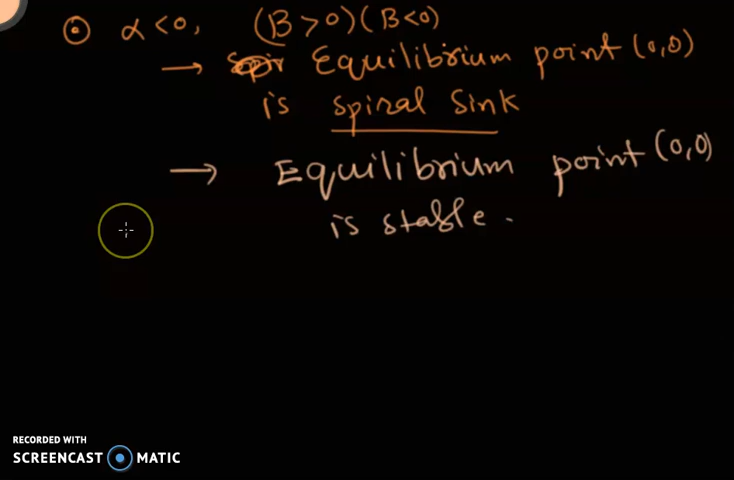 α<0, (β>0)(β<0)
→ Equilibrium point (0,0)
is spiral sink
→ Equilibrium point (0,0)
is stable.
RECORDED WITH
SCREENCAST MATIC